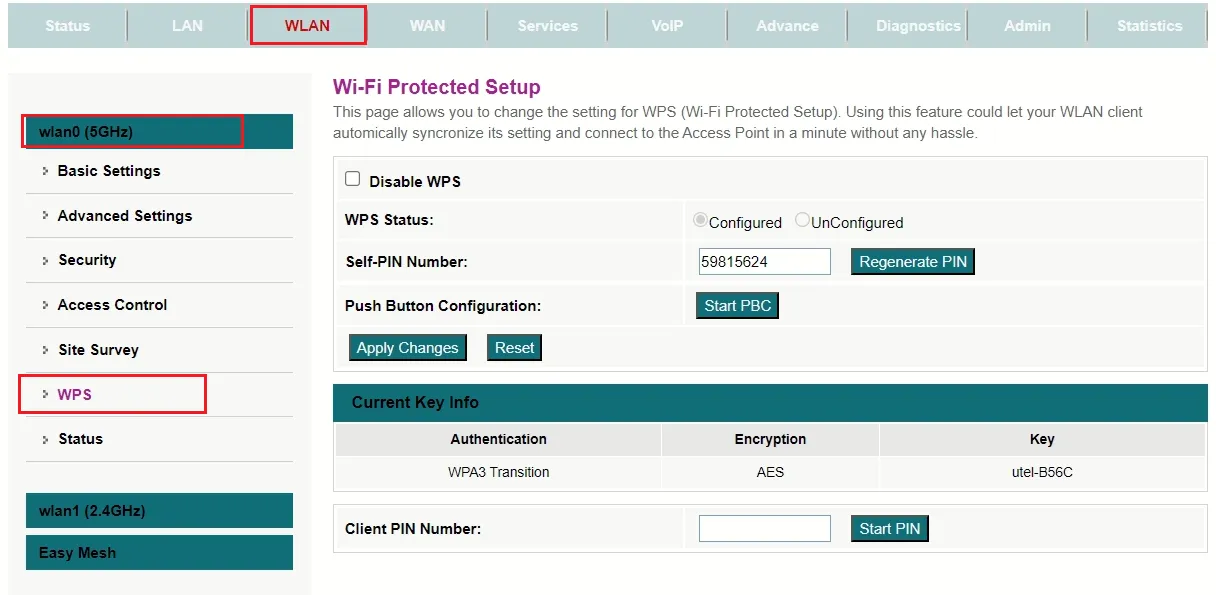 Status LAN WLAN WAN Services VoIP Advance Diagnostics Admin Statistics
wlan0 (5GHz)
Basic Settings
Advanced Settings
Security
Access Control
Site Survey
WPS
Status
wlan1 (2.4GHz)
Easy Mesh
Wi-Fi Protected Setup
This page allows you to change the setting for WPS (Wi-Fi Protected Setup). Using this feature could let your WLAN client
automically syncronize its setting and connect to the Access Point in a minute without any hassle.
Disable WPS
WPS Status: Configured UnConfigured
Self-PIN Number: 59815624 Regenerate PIN
Push Button Configuration: Start PBC
Apply Changes Reset
Current Key Info
Authentication Encryption Key
WPA3 Transition AES utel-B56C
Client PIN Number: Start PIN